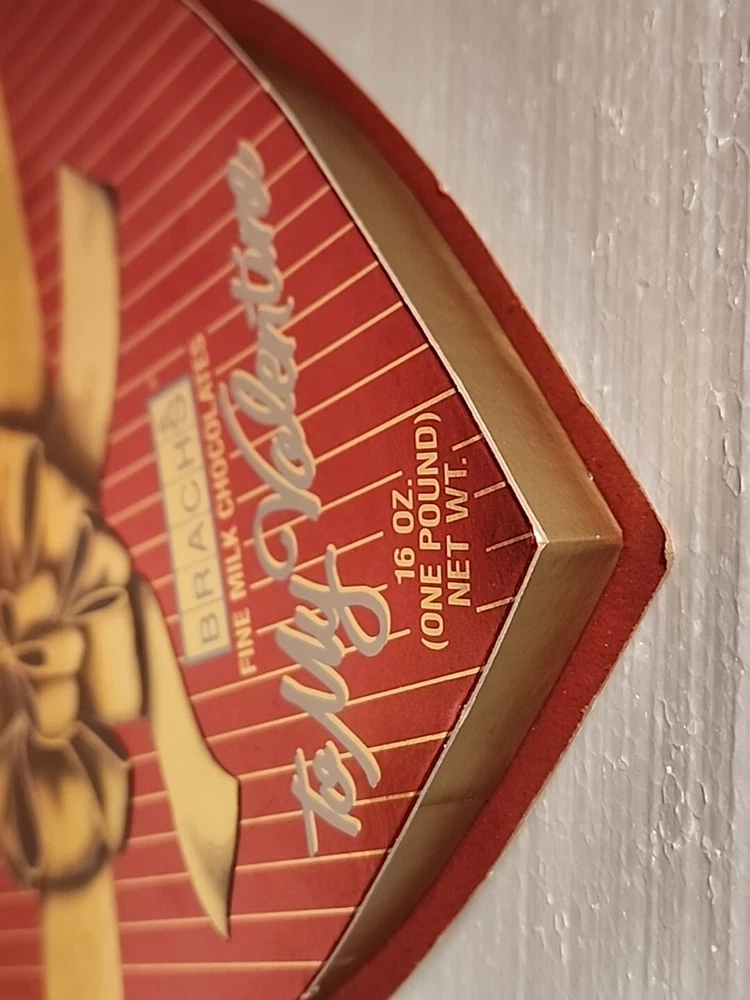 BRACH'S
FINE MILK CHOCOLATES
To My Valentine
16 OZ.
(ONE POUND)
NET WT.